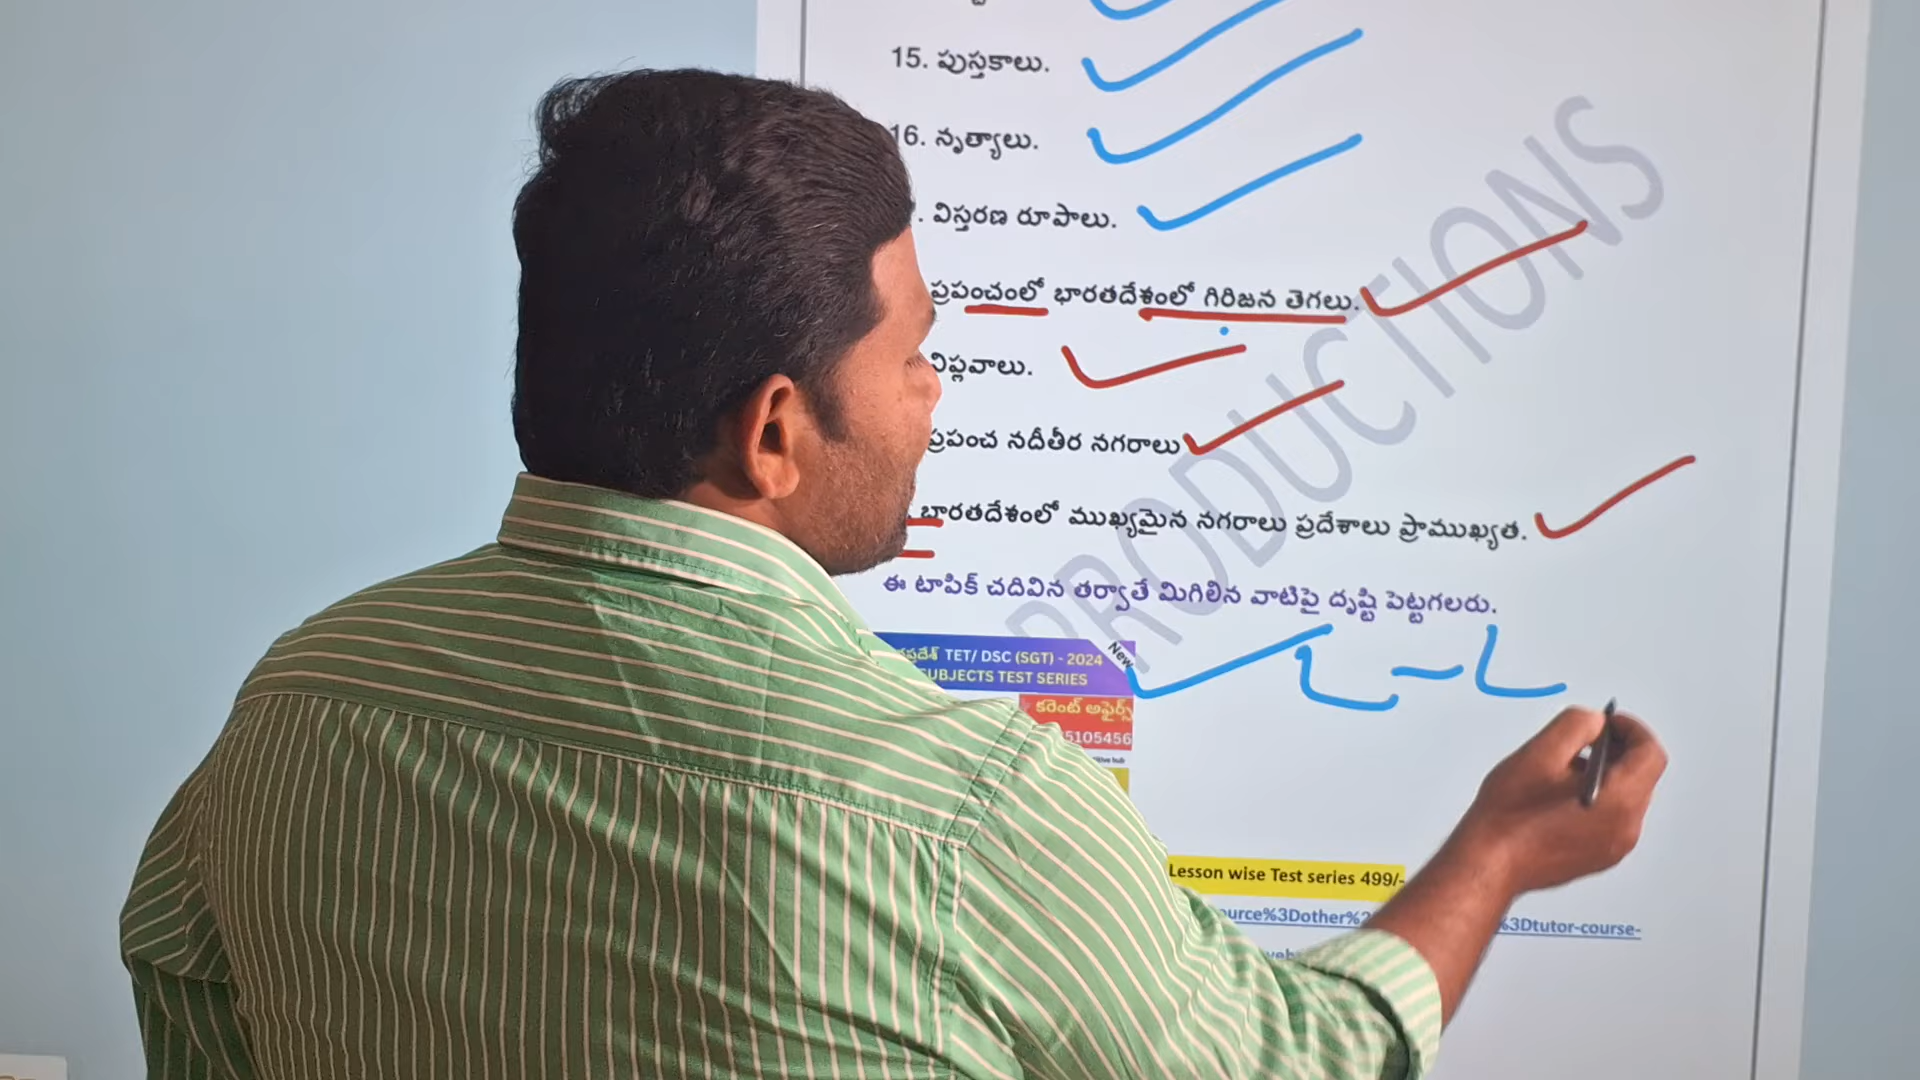 15. పుస్తకాలు.
16. నృత్యాలు.
. విస్తరణ రూపాలు.
ప్రపంచంలో భారతదేశంలో గిరిజన తెగలు.
విప్లవాలు.
ప్రపంచ నదీతీర నగరాలు
భారతదేశంలో ముఖ్యమైన నగరాలు ప్రదేశాలు ప్రాముఖ్యత.
ఈ టాపిక్ చదివిన తర్వాతే మిగిలిన వాటిపై దృష్టి పెట్టగలరు.
TET/ DSC (SGT) - 2024
New
TEST SERIES
కరెంట్ అఫైర్స్
5105456
Lesson wise Test series 499/-
urce%3Dother%2
%3Dtutor-course-
PRODUCTIONS